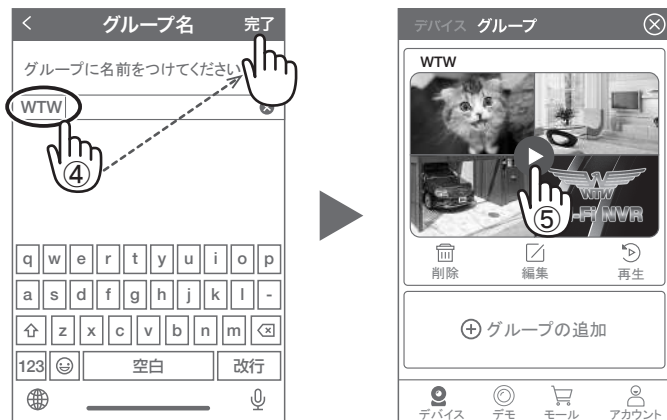 グループ名
完了
グループに名前をつけてください
WTW
④
q w e r t y u i o p
a s d f g h j k l -
z x c v b n m
123
空白
改行
デバイス グループ
WTW
WTW
-Fi NVR
⑤
削除
編集
再生
グループの追加
デバイス
デモ
モール
アカウント